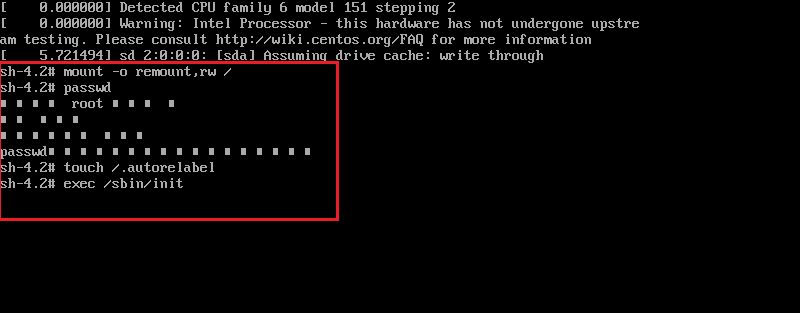 [    0.000000] Detected CPU family 6 model 151 stepping 2
[    0.000000] Warning: Intel Processor - this hardware has not undergone upstre
am testing. Please consult http://wiki.centos.org/FAQ for more information
[    5.721494] sd 2:0:0:0: [sda] Assuming drive cache: write through
sh-4.2# mount -o remount,rw /
sh-4.2# passwd
■ ■ ■ ■  root ■ ■ ■  ■
■ ■  ■ ■ ■
■ ■ ■ ■ ■ ■  ■ ■ ■
passwd■ ■ ■ ■ ■ ■ ■ ■ ■ ■ ■ ■ ■ ■ ■ ■ ■
sh-4.2# touch /.autorelabel
sh-4.2# exec /sbin/init